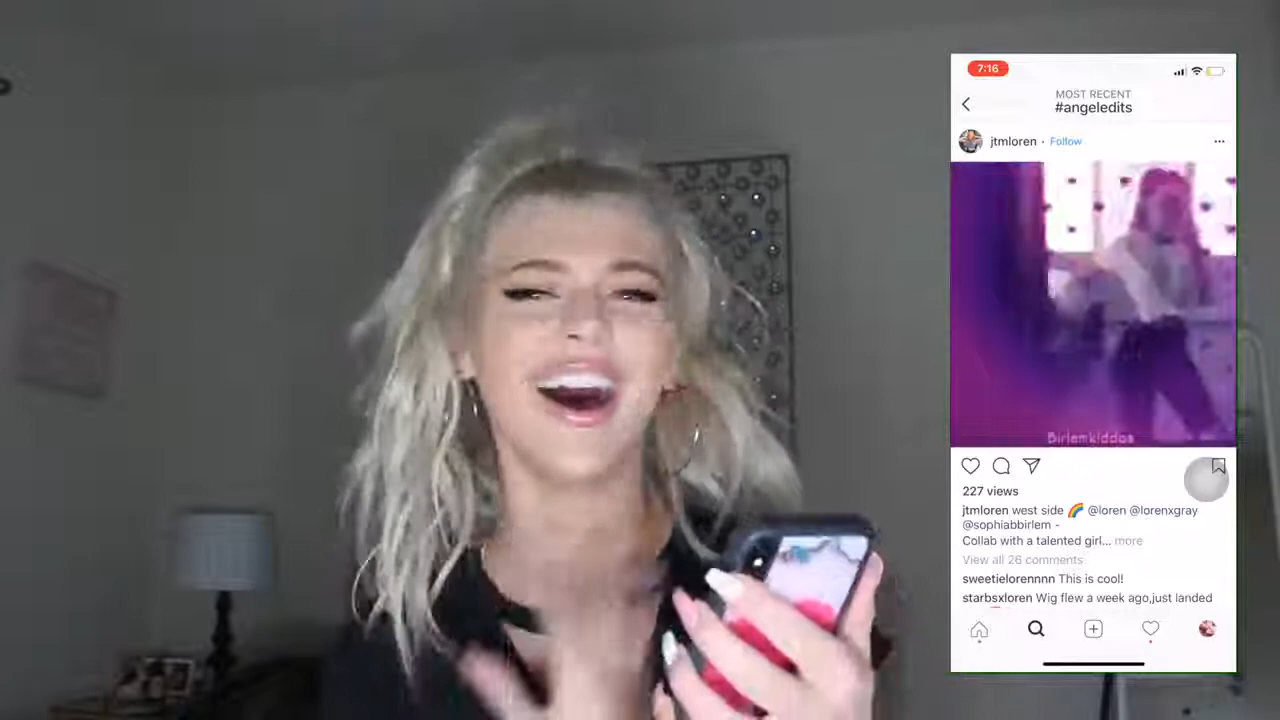 7:16
MOST RECENT
#angeledits
jtmloren · Follow
Birlemkiddos
227 views
jtmloren west side 🌈 @loren @lorenxgray
@sophiabbirlem -
Collab with a talented girl... more
View all 26 comments
sweetielorennnn This is cool!
starbsxloren Wig flew a week ago,just landed